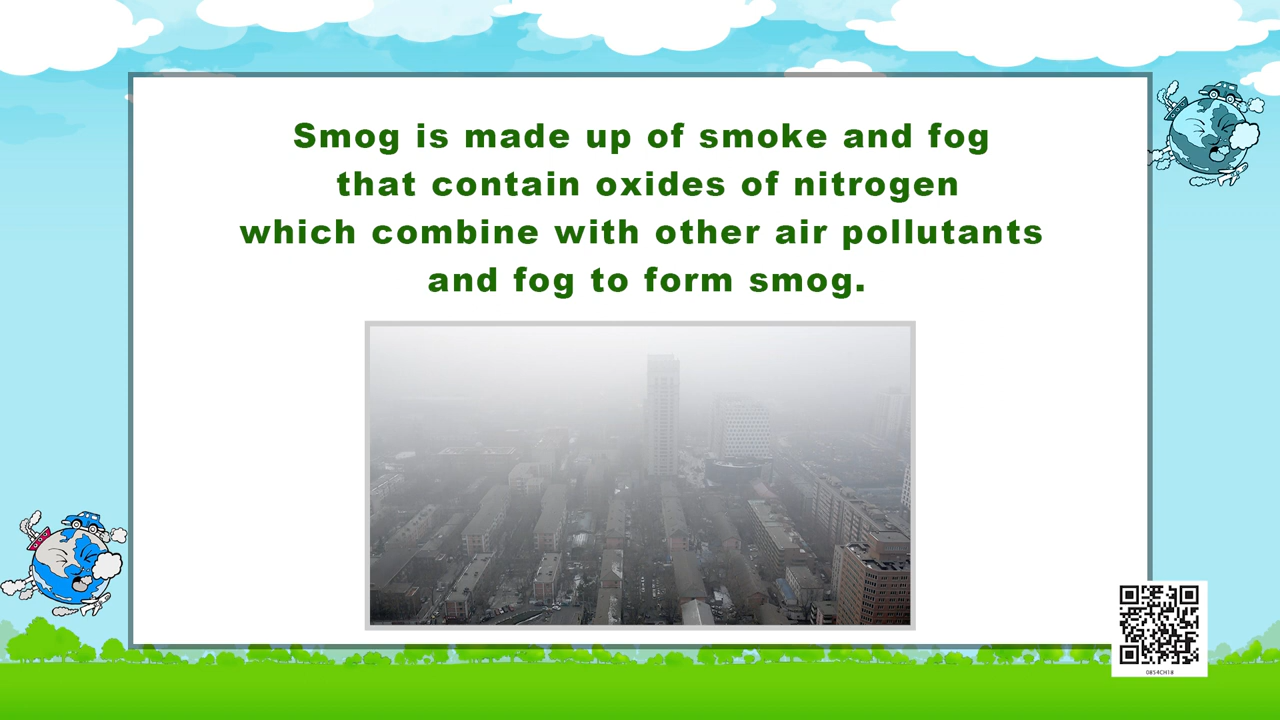 Smog is made up of smoke and fog
that contain oxides of nitrogen
which combine with other air pollutants
and fog to form smog.
0854CH18